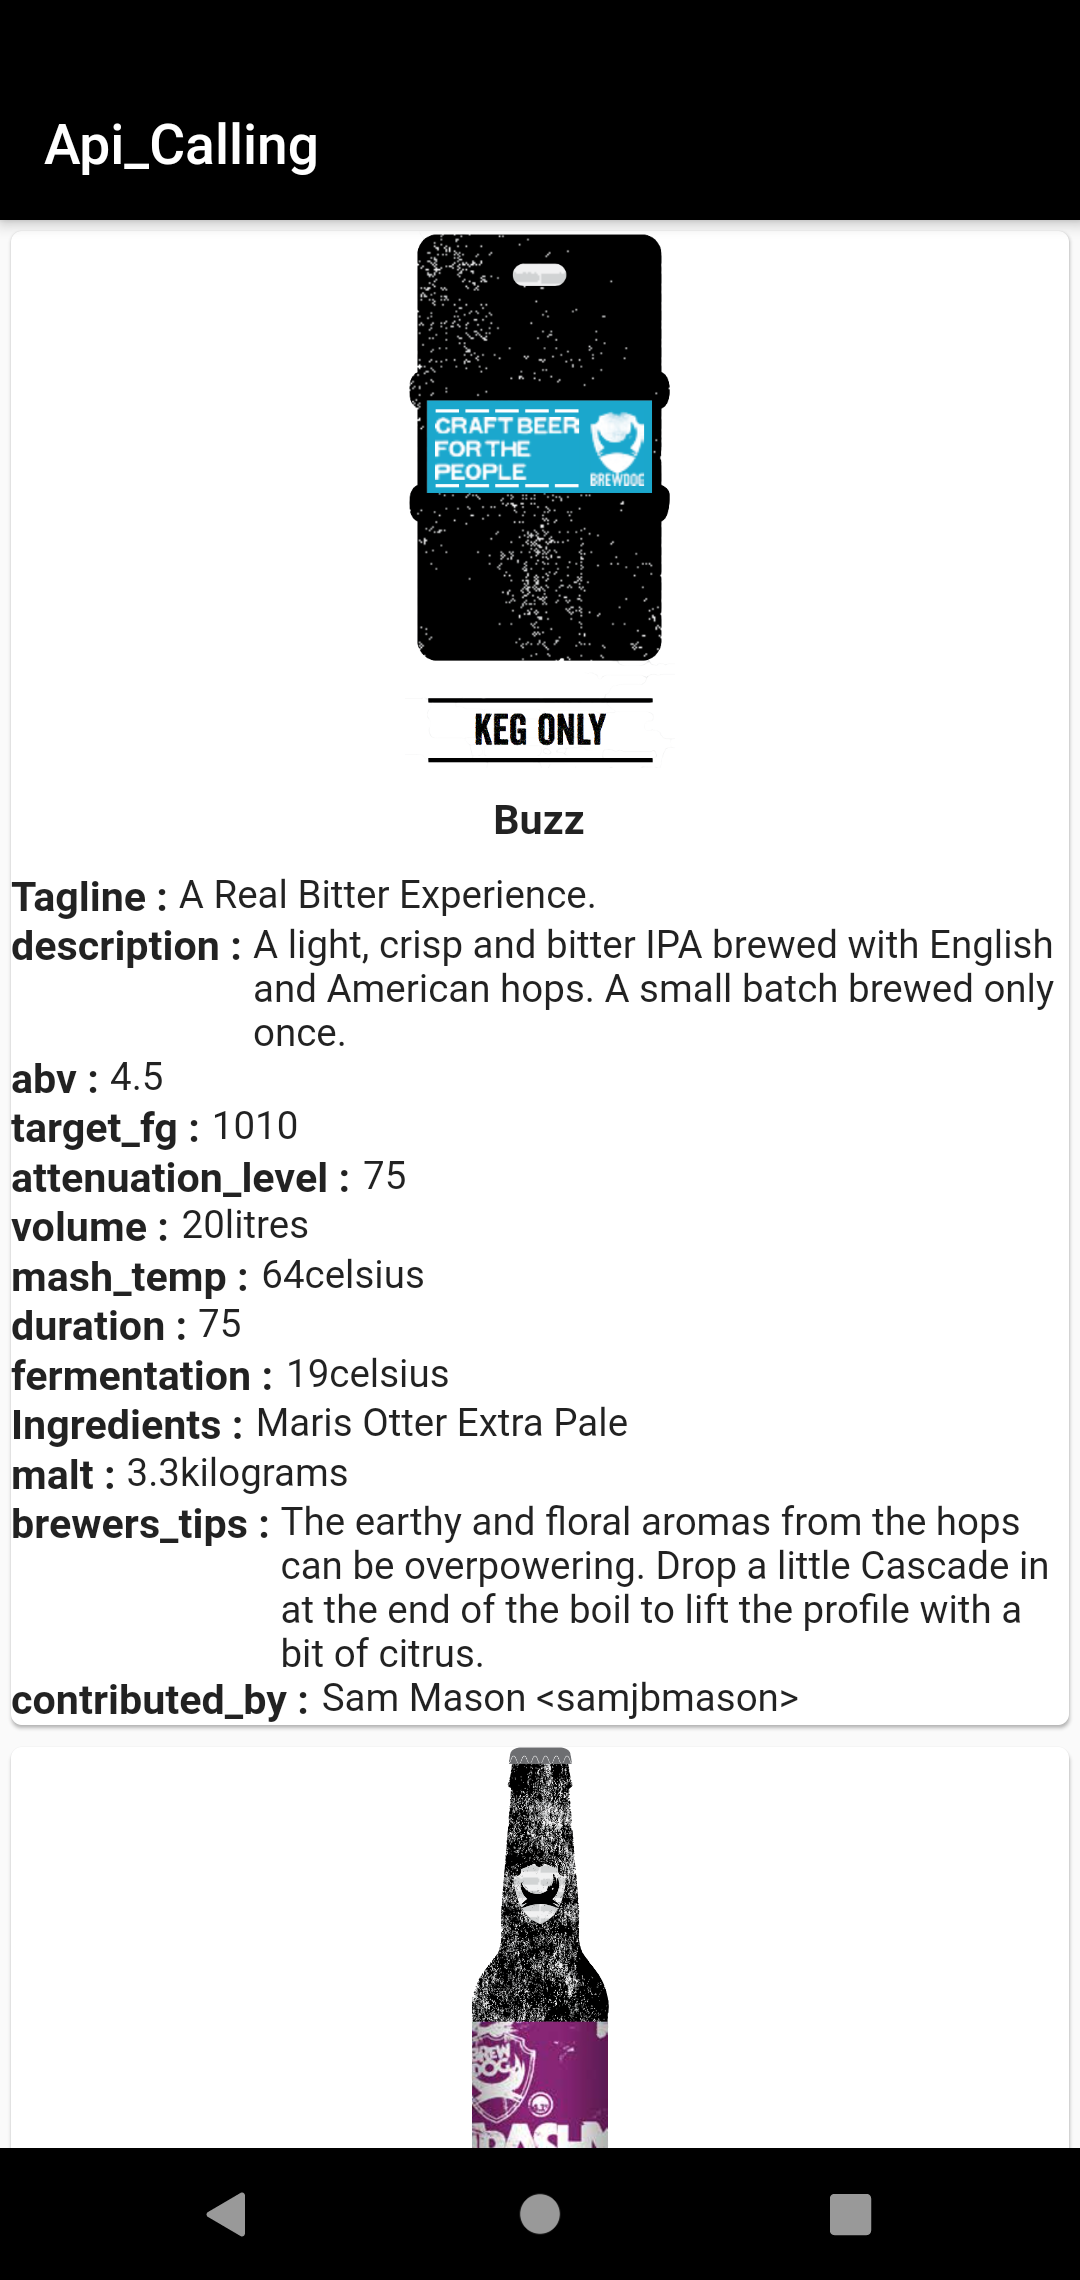 Api_Calling
CRAFT BEER
FOR THE
PEOPLE
BREWDOG
KEG ONLY
Buzz
Tagline : A Real Bitter Experience.
description : A light, crisp and bitter IPA brewed with English
and American hops. A small batch brewed only
once.
abv : 4.5
target_fg : 1010
attenuation_level : 75
volume : 20litres
mash_temp : 64celsius
duration : 75
fermentation : 19celsius
Ingredients : Maris Otter Extra Pale
malt : 3.3kilograms
brewers_tips : The earthy and floral aromas from the hops
can be overpowering. Drop a little Cascade in
at the end of the boil to lift the profile with a
bit of citrus.
contributed_by : Sam Mason <samjbmason>
BREW
DOG